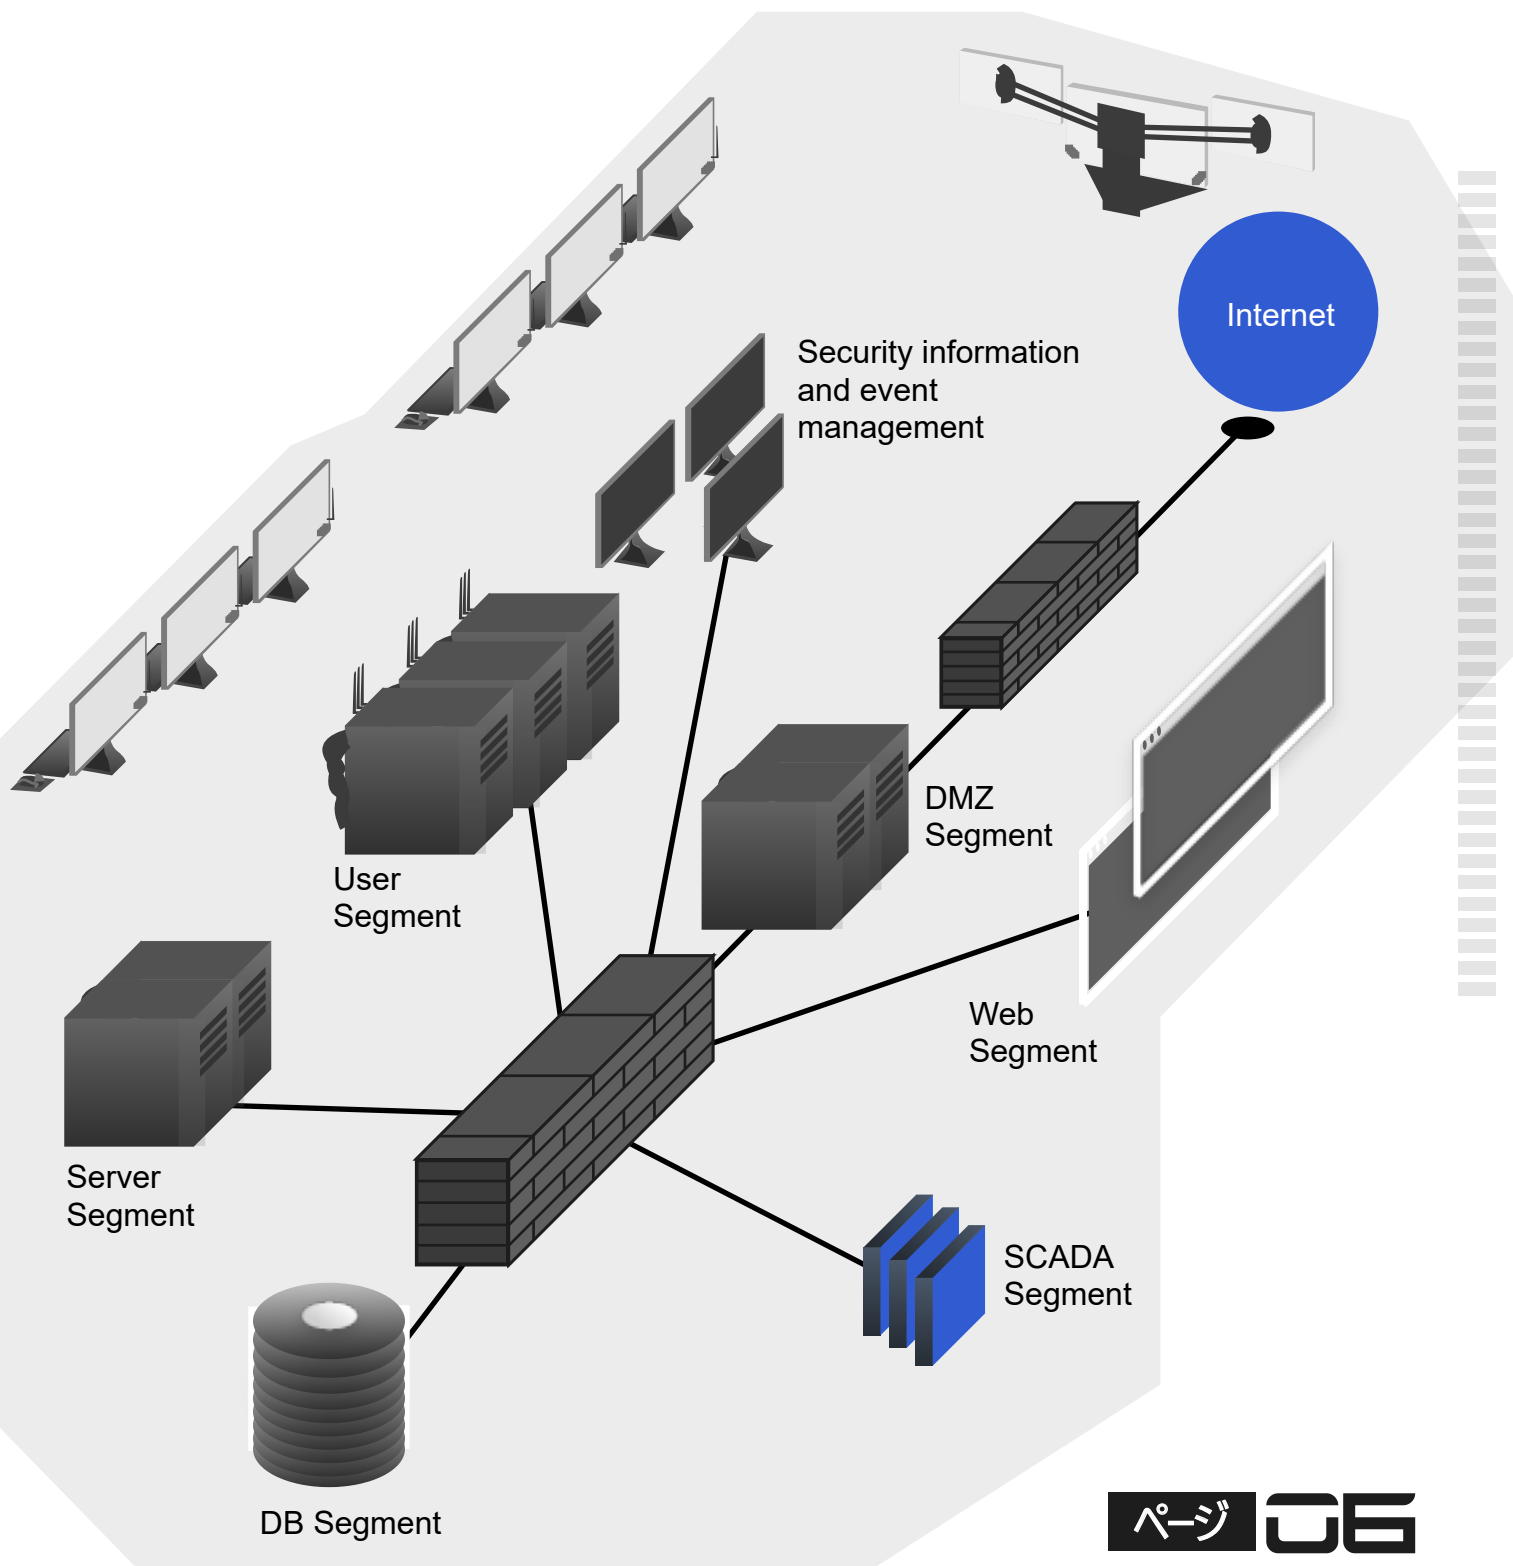 Internet
Security information
and event
management
DMZ
Segment
User
Segment
Web
Segment
Server
Segment
SCADA
Segment
DB Segment
ページ 06